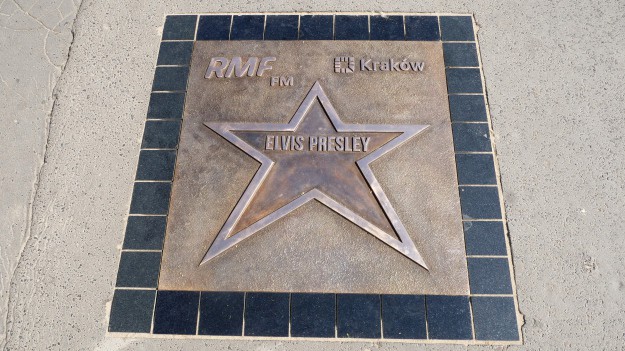 RMF FM Kraków
ELVIS PRESLEY